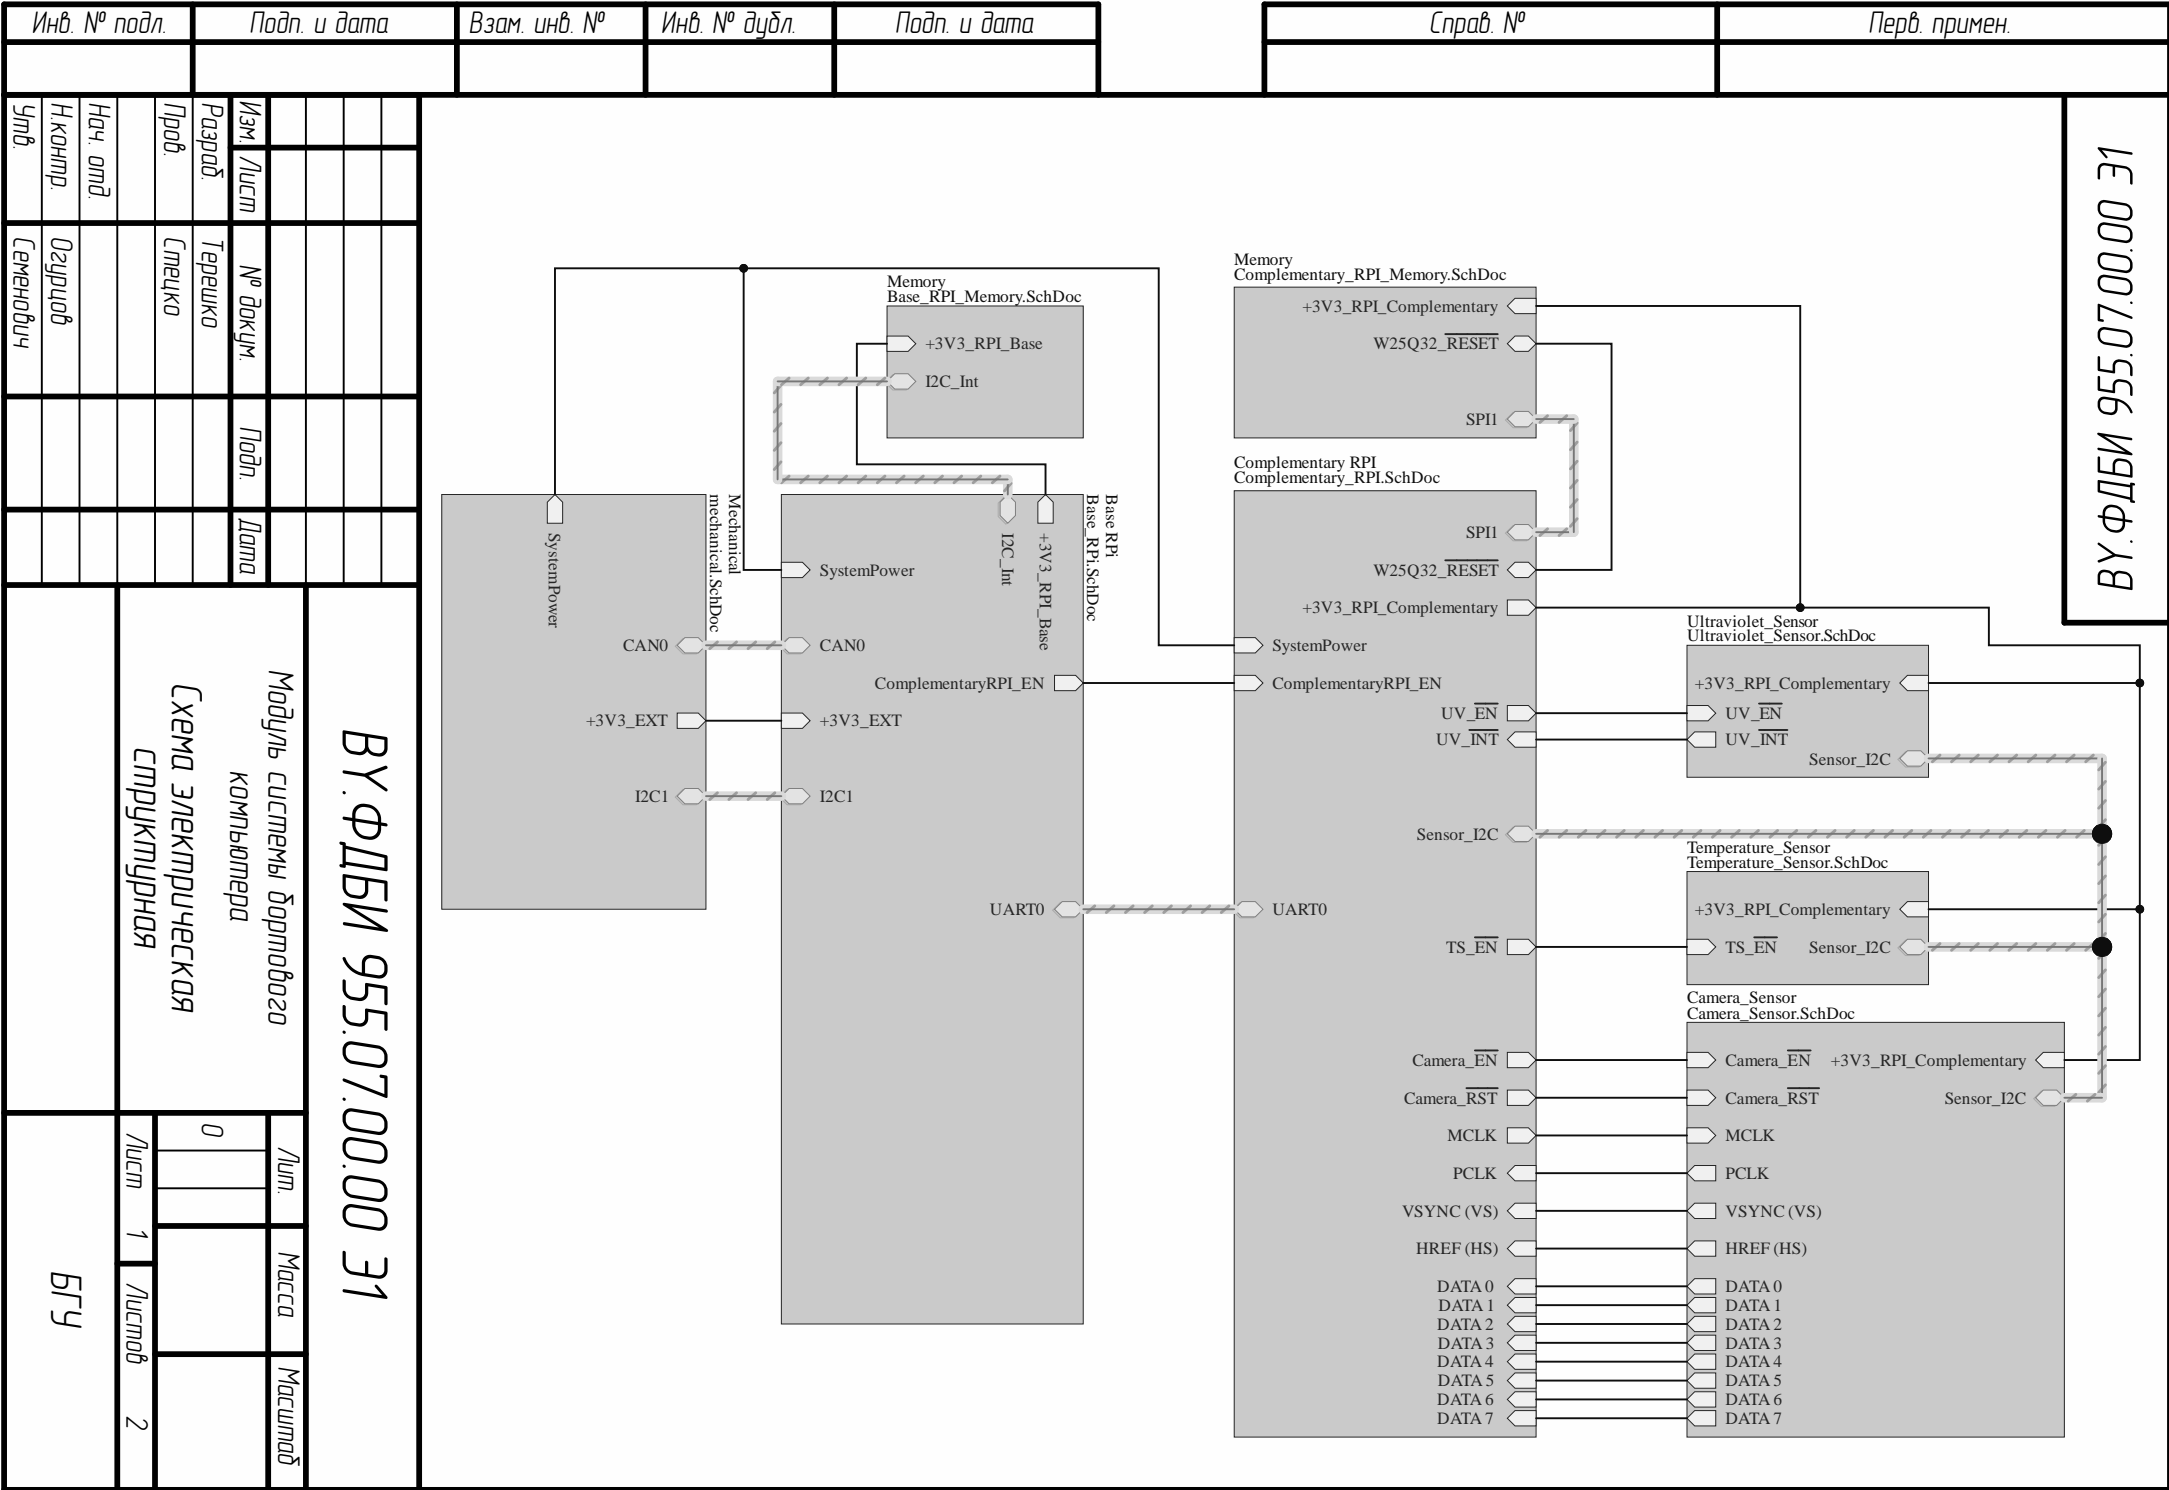 Инв. № подл.
Подп. и дата
Взам. инв. №
Инв. № дубл.
Подп. и дата
Справ. №
Перв. примен.
BY.ФДБИ 955.07.00.00 Э1
Изм.
Лист
№ докум.
Подп.
Дата
Разраб.
Терешко
Пров.
Стецко
Нач. отд.
Н.контр.
Огурцов
Утв.
Семенович
BY.ФДБИ 955.07.00.00 Э1
Модуль системы бортового
компьютера
Схема электрическая
структурная
Лит.
Масса
Масштаб
О
Лист 1
Листов 2
БГУ
Mechanical
mechanical.SchDoc
SystemPower
CAN0
+3V3_EXT
I2C1
Memory
Base_RPI_Memory.SchDoc
+3V3_RPI_Base
I2C_Int
Base RPi
Base_RPi.SchDoc
+3V3_RPI_Base
I2C_Int
SystemPower
CAN0
ComplementaryRPI_EN
+3V3_EXT
I2C1
UART0
Memory
Complementary_RPI_Memory.SchDoc
+3V3_RPI_Complementary
W25Q32_RESET
SPI1
Complementary RPI
Complementary_RPI.SchDoc
SPI1
W25Q32_RESET
+3V3_RPI_Complementary
SystemPower
ComplementaryRPI_EN
UV_EN
UV_INT
Sensor_I2C
UART0
TS_EN
Camera_EN
Camera_RST
MCLK
PCLK
VSYNC (VS)
HREF (HS)
DATA 0
DATA 1
DATA 2
DATA 3
DATA 4
DATA 5
DATA 6
DATA 7
Ultraviolet_Sensor
Ultraviolet_Sensor.SchDoc
+3V3_RPI_Complementary
UV_EN
UV_INT
Sensor_I2C
Temperature_Sensor
Temperature_Sensor.SchDoc
+3V3_RPI_Complementary
TS_EN Sensor_I2C
Camera_Sensor
Camera_Sensor.SchDoc
Camera_EN +3V3_RPI_Complementary
Camera_RST Sensor_I2C
MCLK
PCLK
VSYNC (VS)
HREF (HS)
DATA 0
DATA 1
DATA 2
DATA 3
DATA 4
DATA 5
DATA 6
DATA 7